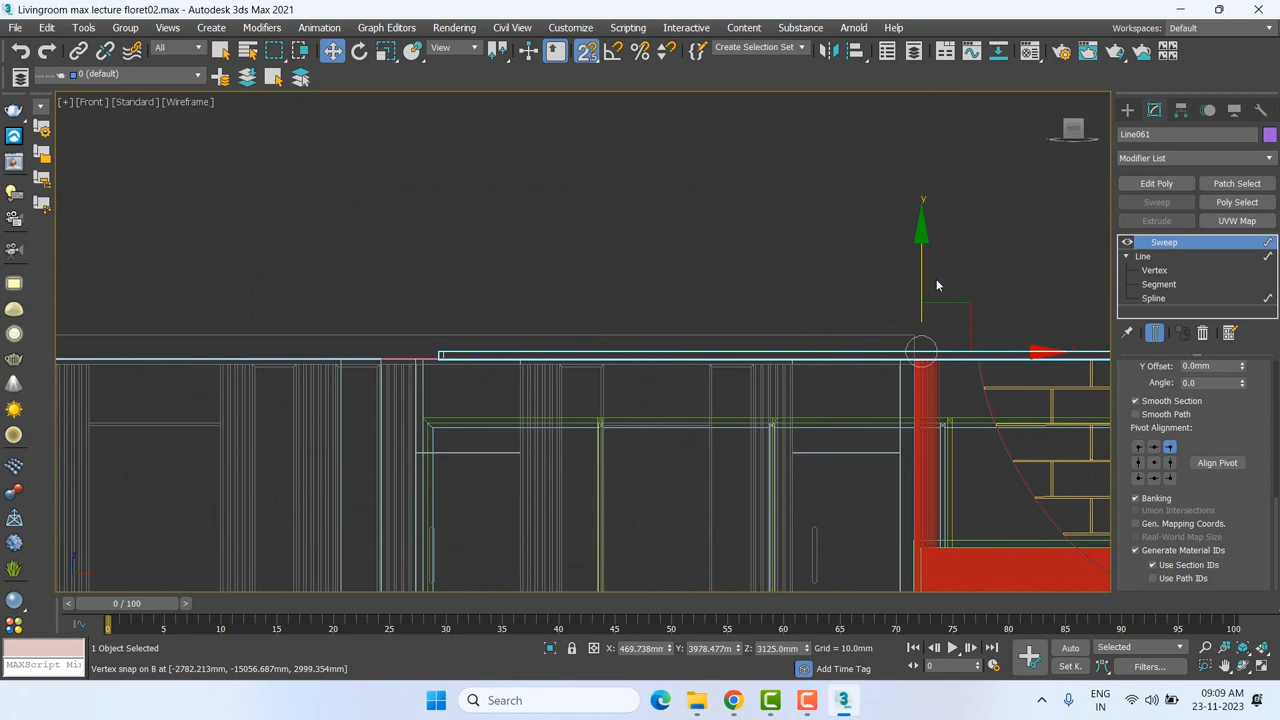 Livingroom max lecture floret02.max - Autodesk 3ds Max 2021
File Edit Tools Group Views Create Modifiers Animation Graph Editors Rendering Civil View Customize Scripting Interactive Content Substance Arnold Help
Workspaces: Default
All
View
Create Selection Set
0 (default)
[+] [Front ] [Standard ] [Wireframe ]
y
Line061
Modifier List
Edit Poly Patch Select
Sweep Poly Select
Extrude UVW Map
Sweep
Line
Vertex
Segment
Spline
Y Offset: 0.0mm
Angle: 0.0
Smooth Section
Smooth Path
Pivot Alignment:
Align Pivot
Banking
Union Intersections
Gen. Mapping Coords.
Real-World Map Size
Generate Material IDs
Use Section IDs
Use Path IDs
< 0 / 100 >
0 5 10 15 20 25 30 35 40 45 50 55 60 65 70 75 80 85 90 95 100
1 Object Selected
X: 469.738mm Y: 3978.477m Z: 3125.0mm Grid = 10.0mm
Auto Selected
MAXScript Mi
Vertex snap on B at [-2782.213mm, -15056.687mm, 2999.354mm]
Add Time Tag
0
Set K. Filters...
Search
3
ENG
IN
09:09 AM
23-11-2023